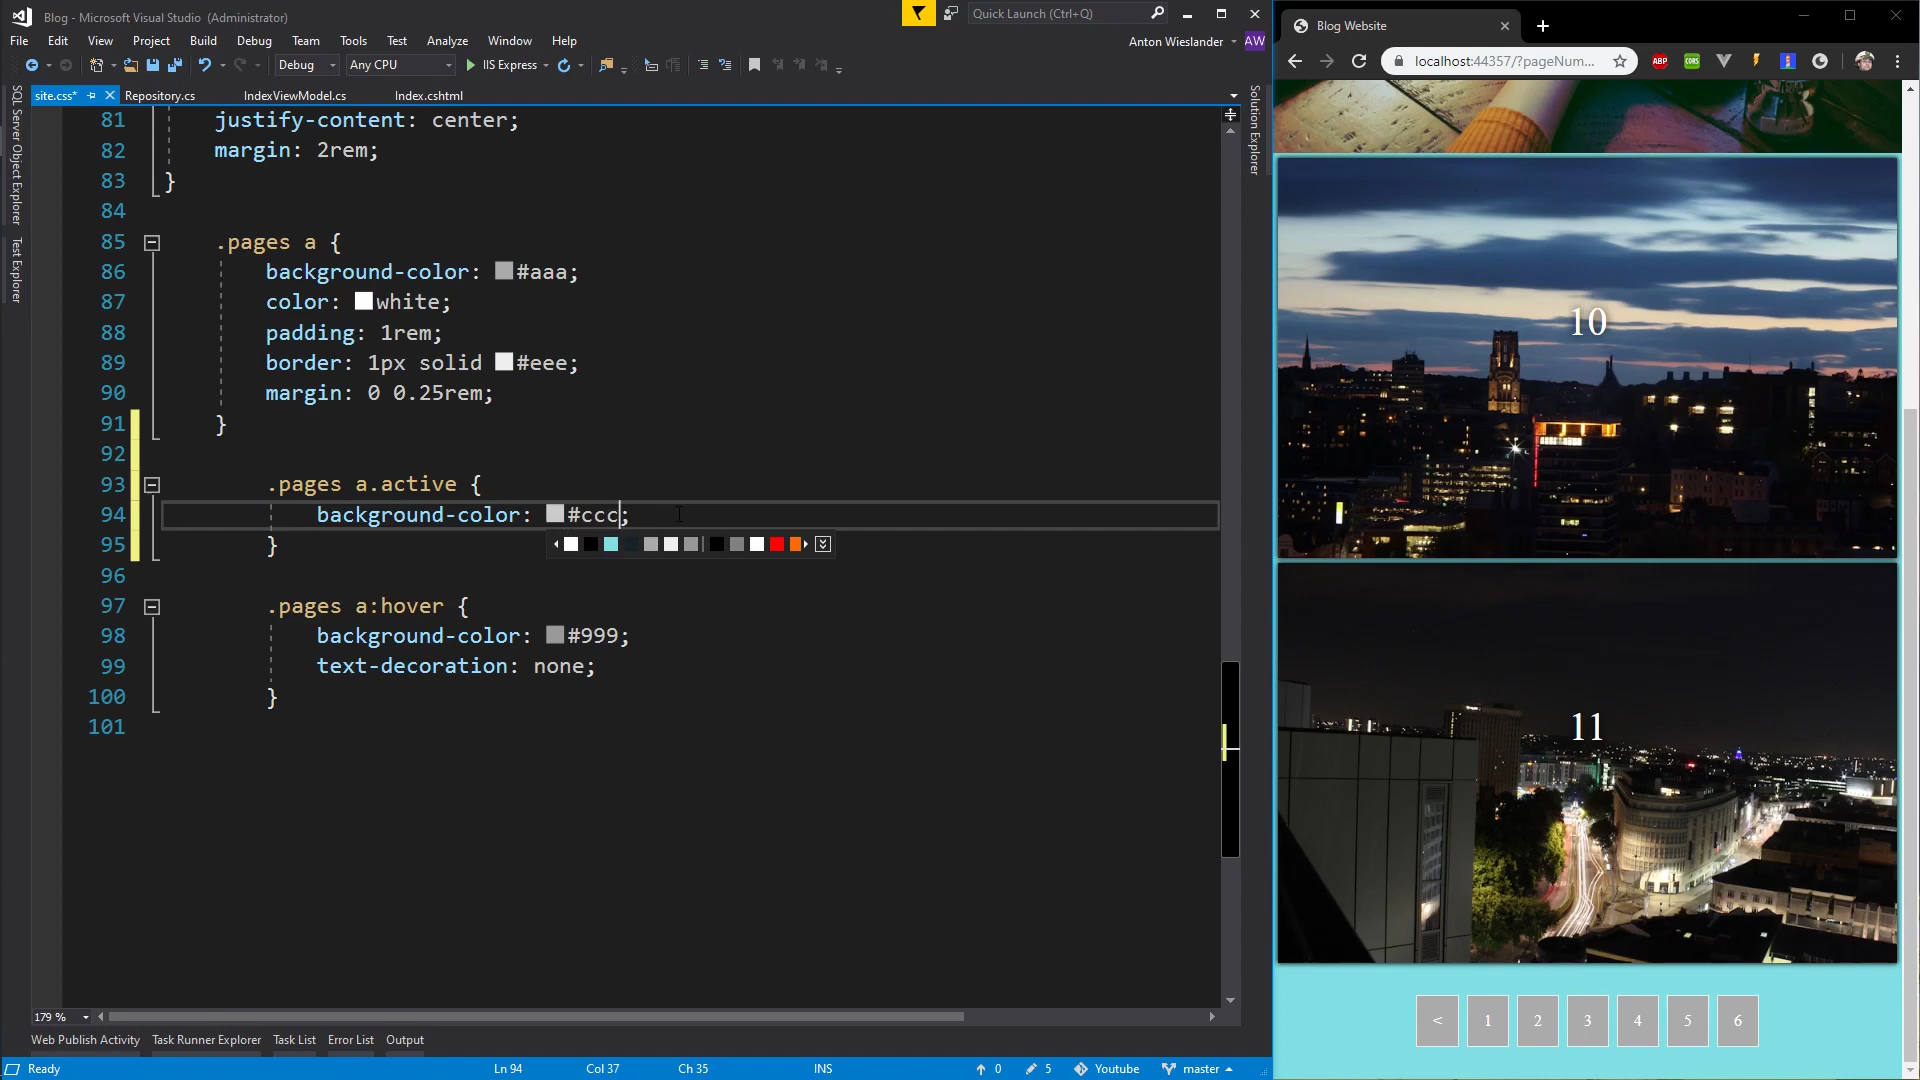 Blog - Microsoft Visual Studio (Administrator)
Quick Launch (Ctrl+Q)
File Edit View Project Build Debug Team Tools Test Analyze Window Help
Anton Wieslander AW
Debug Any CPU IIS Express
site.css* Repository.cs IndexViewModel.cs Index.cshtml
SQL Server Object Explorer
Test Explorer
Solution Explorer
81 justify-content: center;
82 margin: 2rem;
83 }
84
85 .pages a {
86 background-color: #aaa;
87 color: white;
88 padding: 1rem;
89 border: 1px solid #eee;
90 margin: 0 0.25rem;
91 }
92
93 .pages a.active {
94 background-color: #ccc;
95 }
96
97 .pages a:hover {
98 background-color: #999;
99 text-decoration: none;
100 }
101
179 %
Web Publish Activity Task Runner Explorer Task List Error List Output
Ready Ln 94 Col 37 Ch 35 INS 0 5 Youtube master
Blog Website
localhost:44357/?pageNum...
ABP CORS
10
11
< 1 2 3 4 5 6